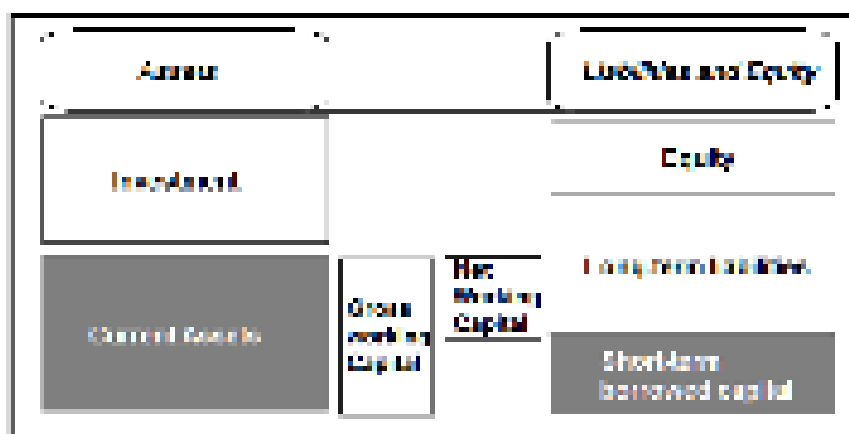 Assets
Liabilities and Equity
Equity
Investment
Long-term liabilities
Net
Working
Capital
Gross
working
Capital
Current Assets
Short-term
borrowed capital